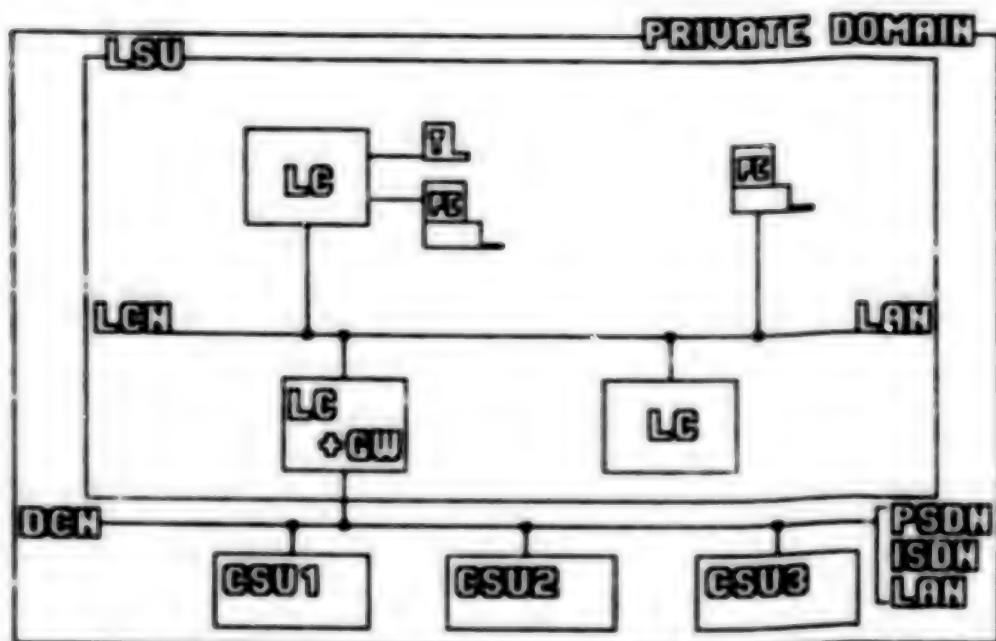 PRIVATE DOMAIN
LSU
LC
T
PC
PC
LCN
LAN
LC
+GW
LC
DCN
PSDN
ISDN
LAN
CSU1
CSU2
CSU3